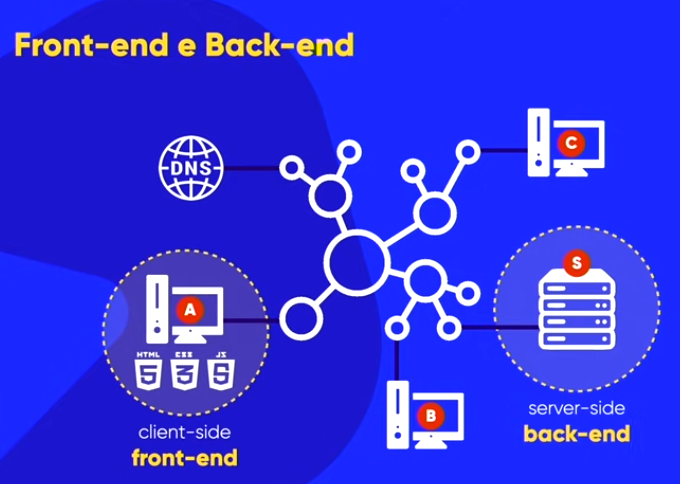 Front-end e Back-end
DNS
C
S
A
HTML
CSS
JS
5
3
5
B
client-side
front-end
server-side
back-end